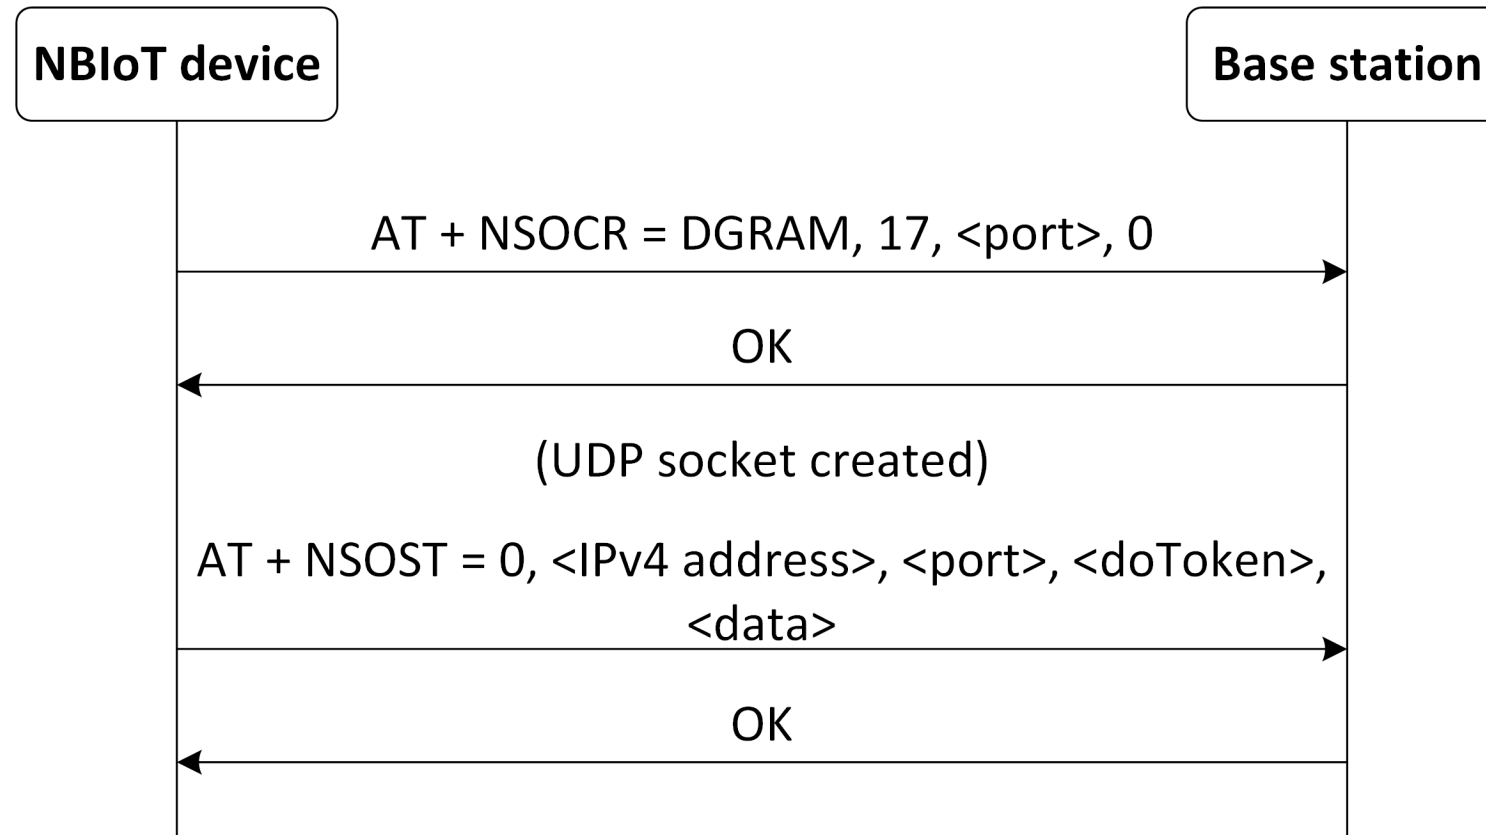 NBIoT device
Base station
AT + NSOCR = DGRAM, 17, <port>, 0
OK
(UDP socket created)
AT + NSOST = 0, <IPv4 address>, <port>, <doToken>,
<data>
OK